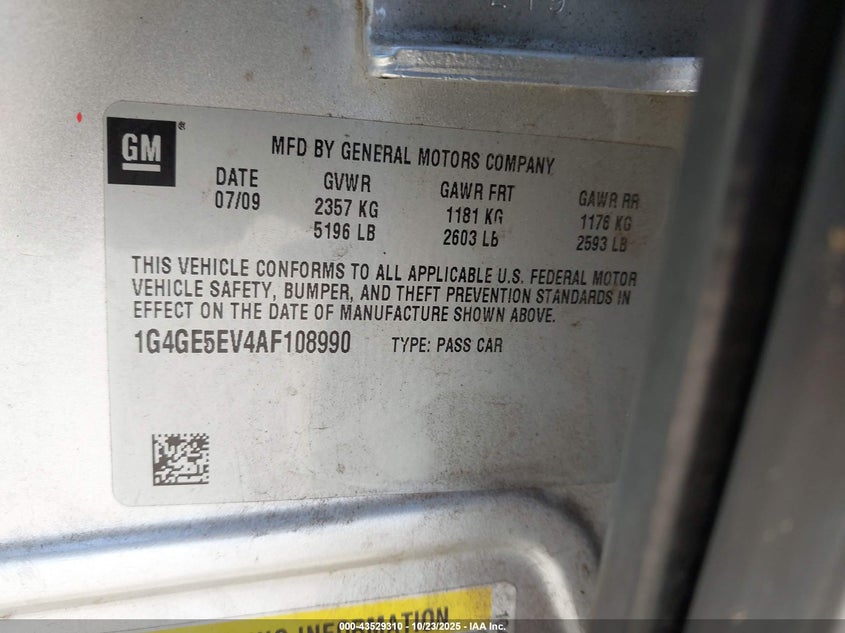 GM
MFD BY GENERAL MOTORS COMPANY
DATE GVWR GAWR FRT GAWR RR
07/09 2357 KG 1181 KG 1176 KG
5196 LB 2603 LB 2593 LB
THIS VEHICLE CONFORMS TO ALL APPLICABLE U.S. FEDERAL MOTOR
VEHICLE SAFETY, BUMPER, AND THEFT PREVENTION STANDARDS IN
EFFECT ON THE DATE OF MANUFACTURE SHOWN ABOVE.
1G4GE5EV4AF108990 TYPE: PASS CAR
INFORMATION
000-43529310 - 10/23/2025 - IAA Inc.